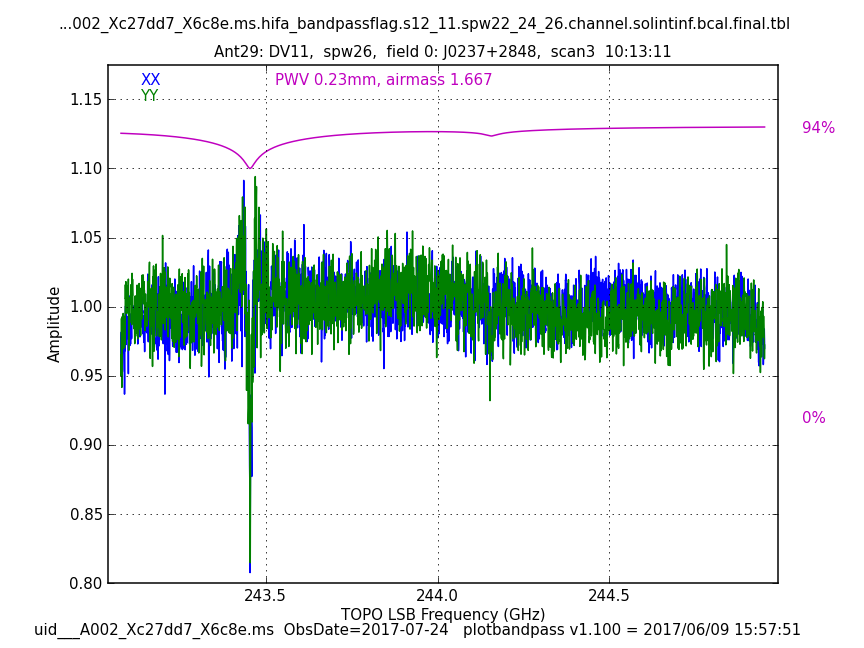 ...002_Xc27dd7_X6c8e.ms.hifa_bandpassflag.s12_11.spw22_24_26.channel.solintinf.bcal.final.tbl
Ant29: DV11,  spw26,  field 0: J0237+2848,  scan3  10:13:11
XX
PWV 0.23mm, airmass 1.667
YY
1.15
94%
1.10
1.05
1.00
Amplitude
0.95
0%
0.90
0.85
0.80
243.5
244.0
244.5
TOPO LSB Frequency (GHz)
uid___A002_Xc27dd7_X6c8e.ms  ObsDate=2017-07-24   plotbandpass v1.100 = 2017/06/09 15:57:51